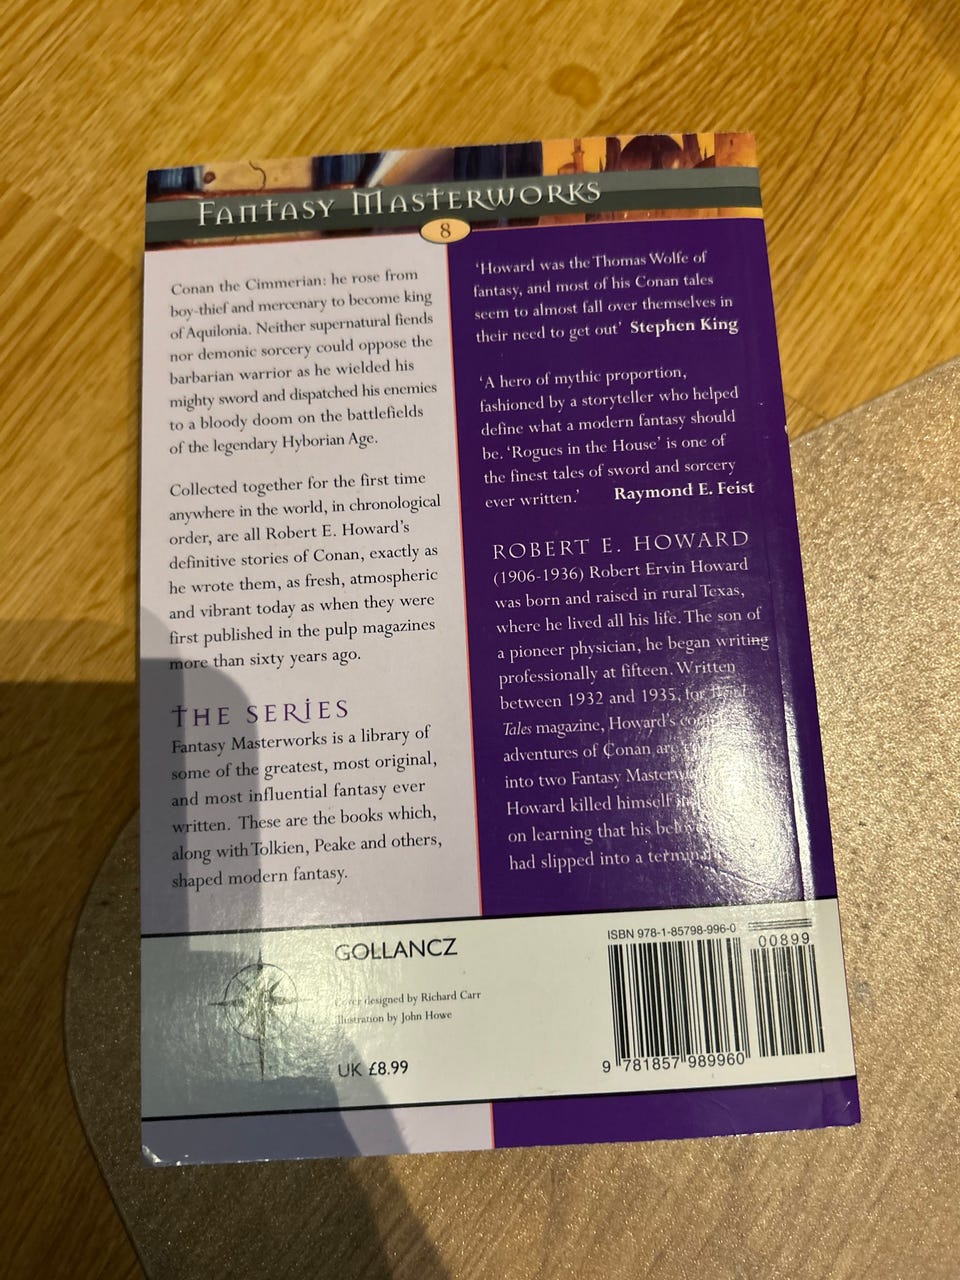 Fantasy Masterworks
8
Conan the Cimmerian: he rose from
boy-thief and mercenary to become king
of Aquilonia. Neither supernatural fiends
nor demonic sorcery could oppose the
barbarian warrior as he wielded his
mighty sword and dispatched his enemies
to a bloody doom on the battlefields
of the legendary Hyborian Age.
Collected together for the first time
anywhere in the world, in chronological
order, are all Robert E. Howard's
definitive stories of Conan, exactly as
he wrote them, as fresh, atmospheric
and vibrant today as when they were
first published in the pulp magazines
more than sixty years ago.
THE SERIES
Fantasy Masterworks is a library of
some of the greatest, most original,
and most influential fantasy ever
written. These are the books which,
along with Tolkien, Peake and others,
shaped modern fantasy.
'Howard was the Thomas Wolfe of
fantasy, and most of his Conan tales
seem to almost fall over themselves in
their need to get out' Stephen King
'A hero of mythic proportion,
fashioned by a storyteller who helped
define what a modern fantasy should
be. 'Rogues in the House' is one of
the finest tales of sword and sorcery
ever written.' Raymond E. Feist
ROBERT E. HOWARD
(1906-1936) Robert Ervin Howard
was born and raised in rural Texas,
where he lived all his life. The son of
a pioneer physician, he began writing
professionally at fifteen. Written
between 1932 and 1935, for
Tales magazine, Howard's
adventures of Conan are
into two Fantasy
Howard killed himself
on learning that his
had slipped into a
GOLLANCZ
Cover designed by Richard Carr
Illustration by John Howe
UK £8.99
ISBN 978-1-85798-996-0
00899
9 781857 989960